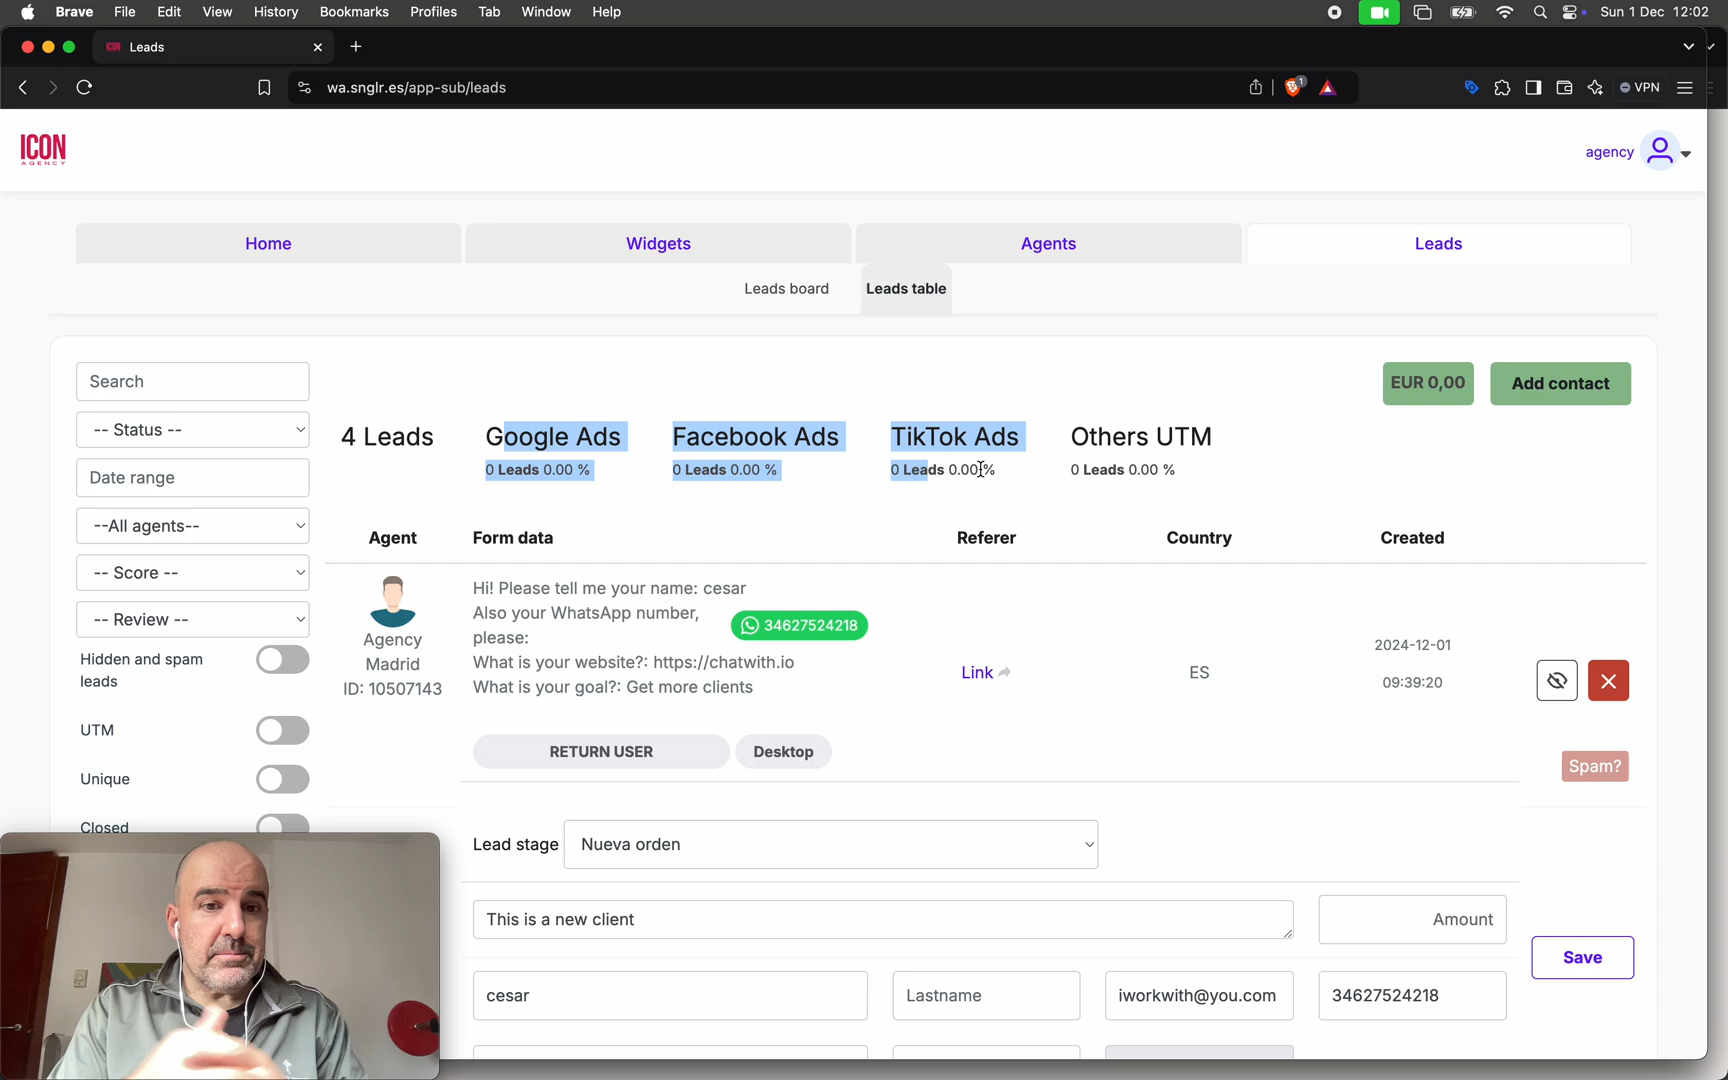 Brave File Edit View History Bookmarks Profiles Tab Window Help
Sun 1 Dec 12:02
ICON Leads
wa.snglr.es/app-sub/leads
1
VPN
ICON
AGENCY
agency
Home Widgets Agents Leads
Leads board Leads table
Search
EUR 0,00 Add contact
-- Status --
4 Leads Google Ads Facebook Ads TikTok Ads Others UTM
0 Leads 0.00 % 0 Leads 0.00 % 0 Leads 0.00 % 0 Leads 0.00 %
Date range
--All agents--
Agent Form data Referer Country Created
-- Score --
-- Review --
Hidden and spam
leads
UTM
Unique
Closed
Agency
Madrid
ID: 10507143
Hi! Please tell me your name: cesar
Also your WhatsApp number,
please:
34627524218
What is your website?: https://chatwith.io
What is your goal?: Get more clients
Link
ES
2024-12-01
09:39:20
RETURN USER Desktop
Spam?
Lead stage Nueva orden
This is a new client
Amount
Save
cesar Lastname iworkwith@you.com 34627524218